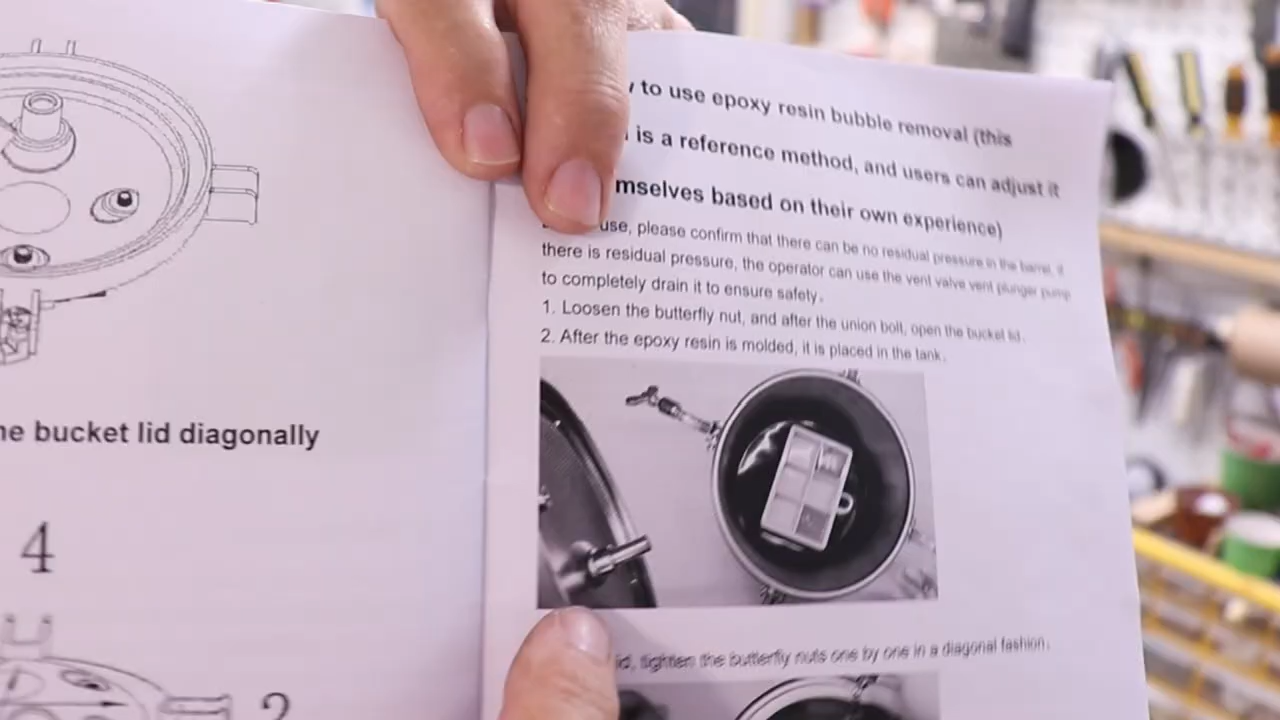 he bucket lid diagonally
4
2
to use epoxy resin bubble removal (this
is a reference method, and users can adjust it
mselves based on their own experience)
use, please confirm that there can be no residual pressure in the barrel, if
there is residual pressure, the operator can use the vent valve vent plunger pump
to completely drain it to ensure safety.
1. Loosen the butterfly nut, and after the union bolt, open the bucket lid.
2. After the epoxy resin is molded, it is placed in the tank.
id, tighten the butterfly nuts one by one in a diagonal fashion.